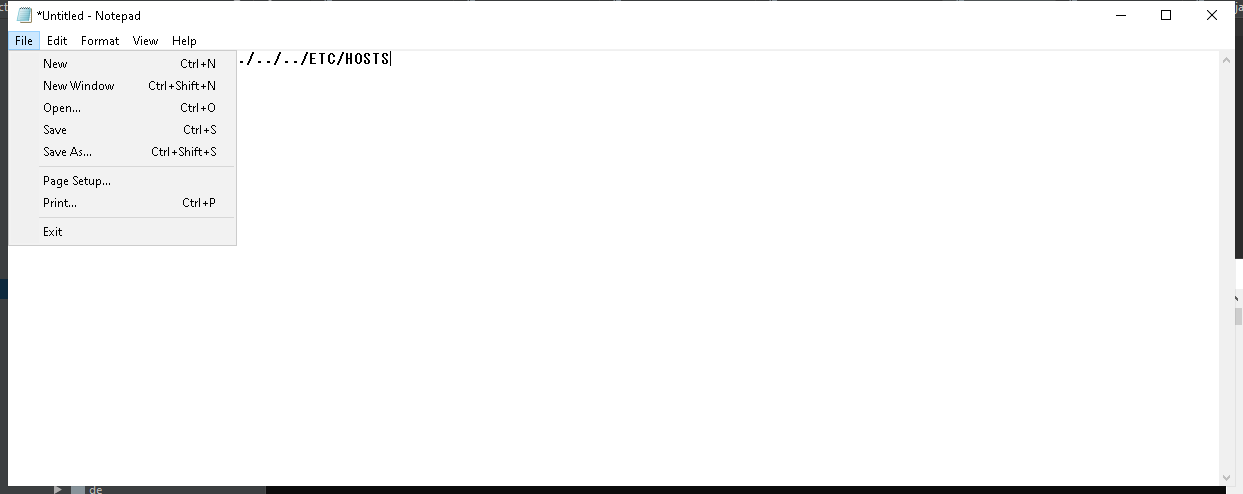 *Untitled - Notepad
File Edit Format View Help
./../../ETC/HOSTS
New Ctrl+N
New Window Ctrl+Shift+N
Open... Ctrl+O
Save Ctrl+S
Save As... Ctrl+Shift+S
Page Setup...
Print... Ctrl+P
Exit
de